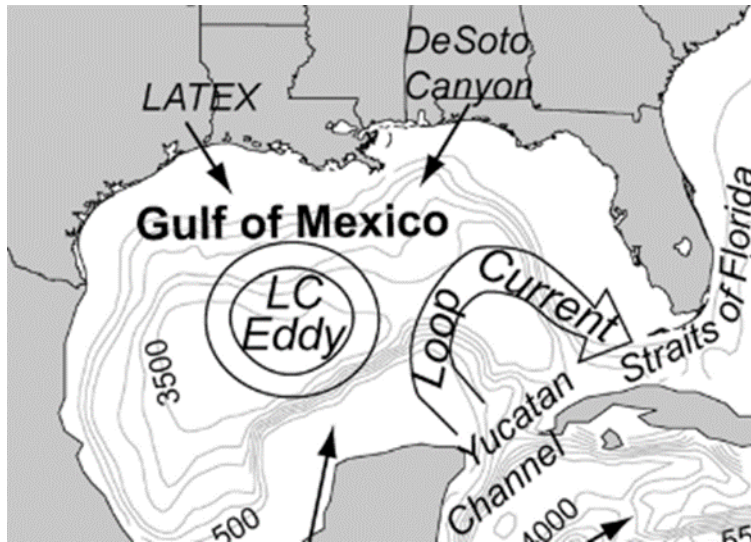 DeSoto
Canyon
LATEX
Gulf of Mexico
LC
Eddy
Loop
Current
Straits of Florida
3500
Yucatan
Channel
500
4000